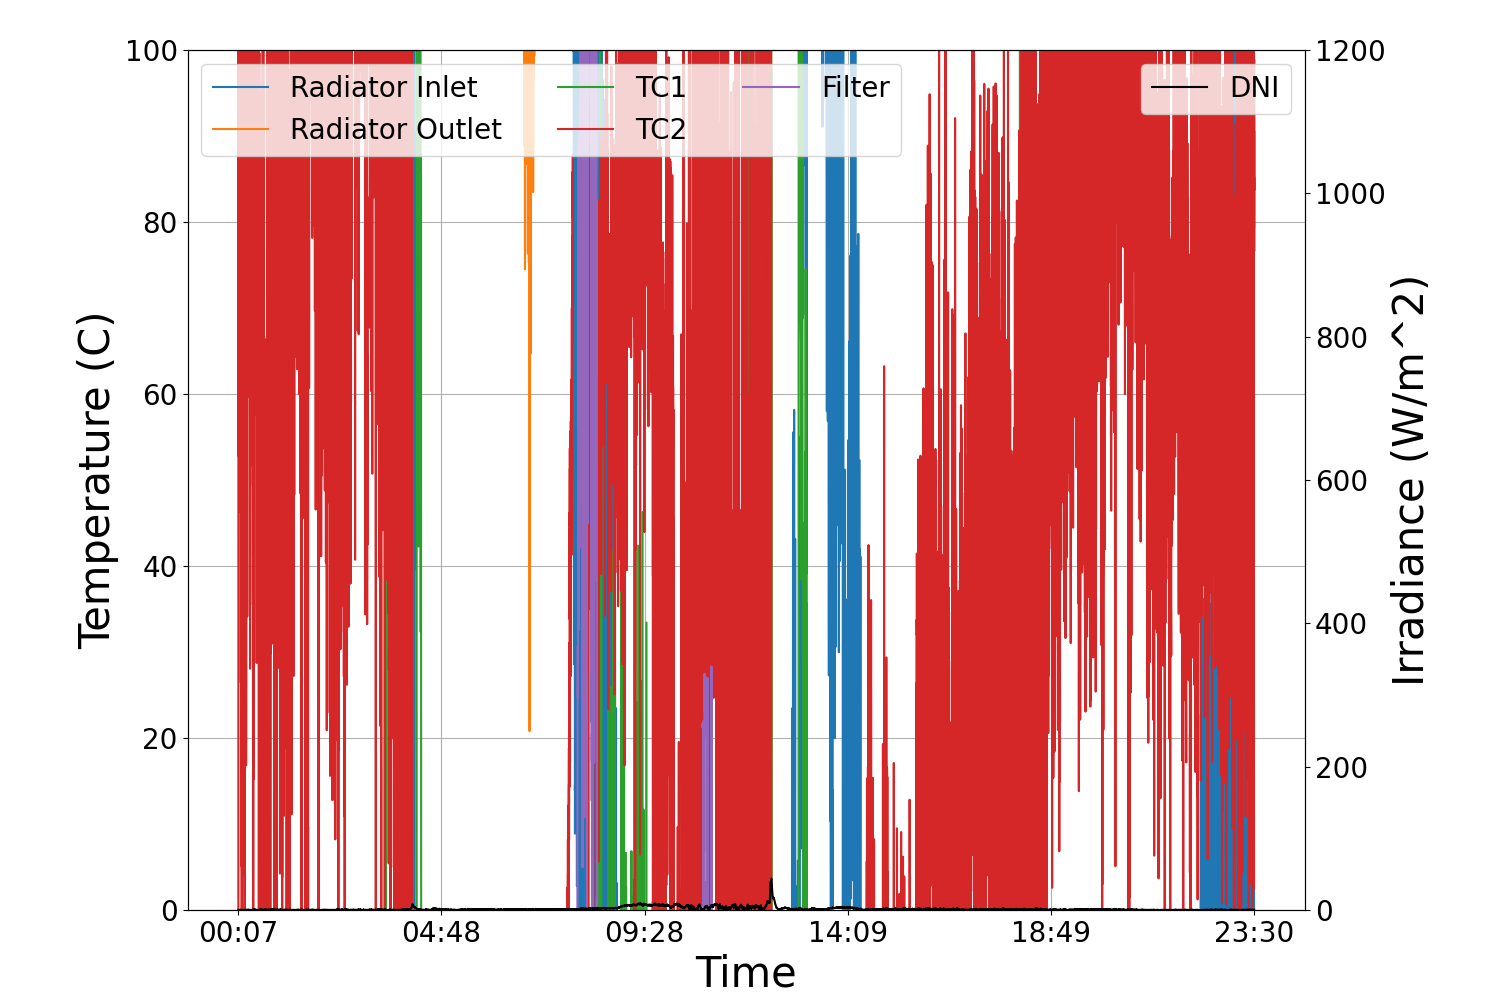 100
80
60
40
20
0
1200
1000
800
600
400
200
0
Radiator Inlet
Radiator Outlet
TC1
TC2
Filter
DNI
Temperature (C)
Irradiance (W/m^2)
00:07 04:48 09:28 14:09 18:49 23:30
Time